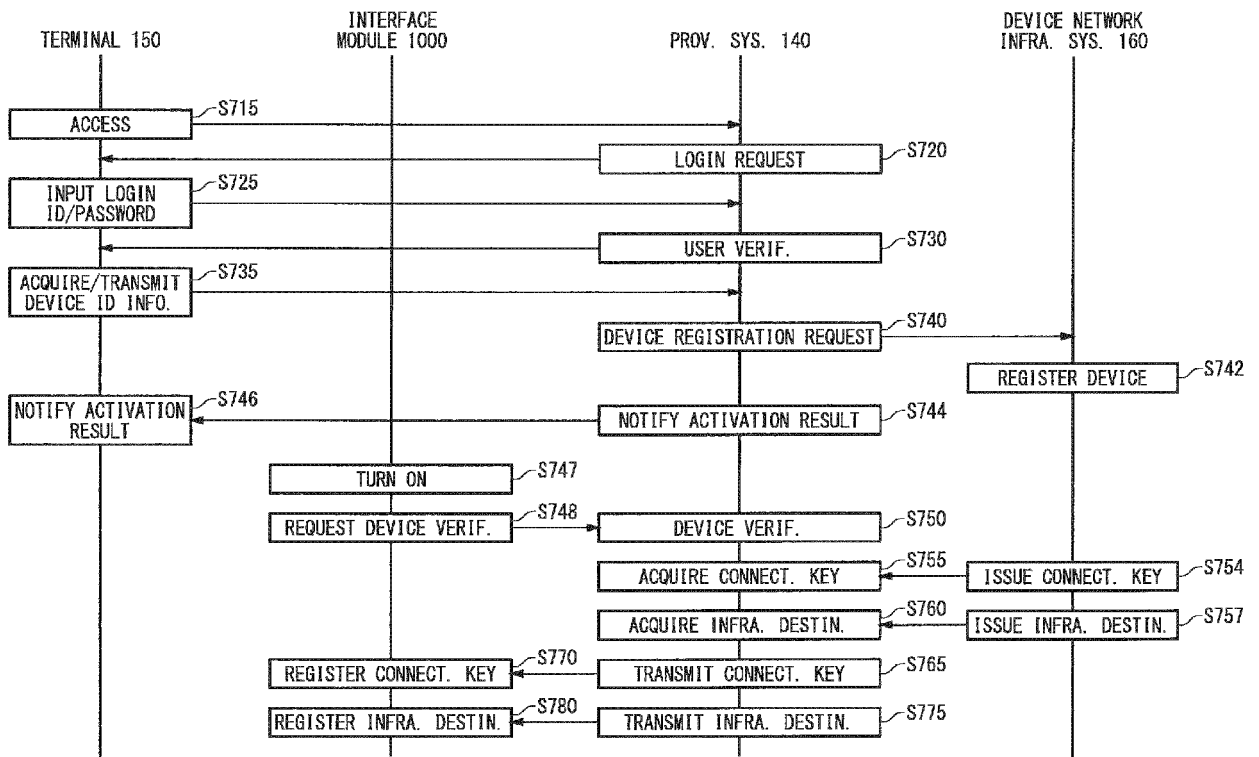 TERMINAL 150
INTERFACE
MODULE 1000
PROV. SYS. 140
DEVICE NETWORK
INFRA. SYS. 160
ACCESS
S715
LOGIN REQUEST
S720
INPUT LOGIN
ID/PASSWORD
S725
USER VERIF.
S730
ACQUIRE/TRANSMIT
DEVICE ID INFO.
S735
DEVICE REGISTRATION REQUEST
S740
REGISTER DEVICE
S742
NOTIFY ACTIVATION
RESULT
S746
NOTIFY ACTIVATION RESULT
S744
TURN ON
S747
REQUEST DEVICE VERIF.
S748
DEVICE VERIF.
S750
ACQUIRE CONNECT. KEY
S755
ISSUE CONNECT. KEY
S754
ACQUIRE INFRA. DESTIN.
S760
ISSUE INFRA. DESTIN.
S757
REGISTER CONNECT. KEY
S770
TRANSMIT CONNECT. KEY
S765
REGISTER INFRA. DESTIN.
S780
TRANSMIT INFRA. DESTIN.
S775